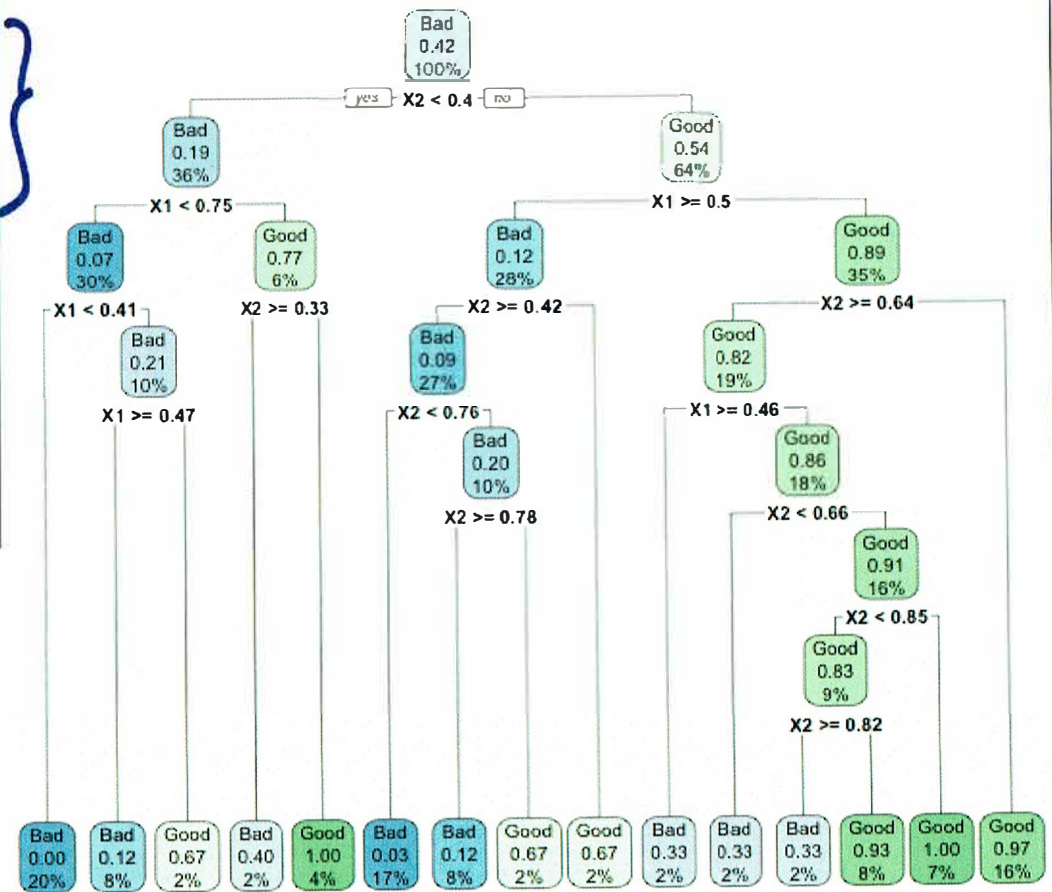 Bad
0.42
100%
yes X2 < 0.4 no
Bad
0.19
36%
Good
0.54
64%
X1 < 0.75
X1 >= 0.5
Bad
0.07
30%
Good
0.77
6%
Bad
0.12
28%
Good
0.89
35%
X1 < 0.41
X2 >= 0.33
X2 >= 0.42
X2 >= 0.64
Bad
0.21
10%
Bad
0.09
27%
Good
0.82
19%
X1 >= 0.47
X2 < 0.76
X1 >= 0.46
Bad
0.20
10%
Good
0.86
18%
X2 >= 0.78
X2 < 0.66
Good
0.91
16%
X2 < 0.85
Good
0.83
9%
X2 >= 0.82
Bad
0.00
20%
Bad
0.12
8%
Good
0.67
2%
Bad
0.40
2%
Good
1.00
4%
Bad
0.03
17%
Bad
0.12
8%
Good
0.67
2%
Good
0.67
2%
Bad
0.33
2%
Bad
0.33
2%
Bad
0.33
2%
Good
0.93
8%
Good
1.00
7%
Good
0.97
16%